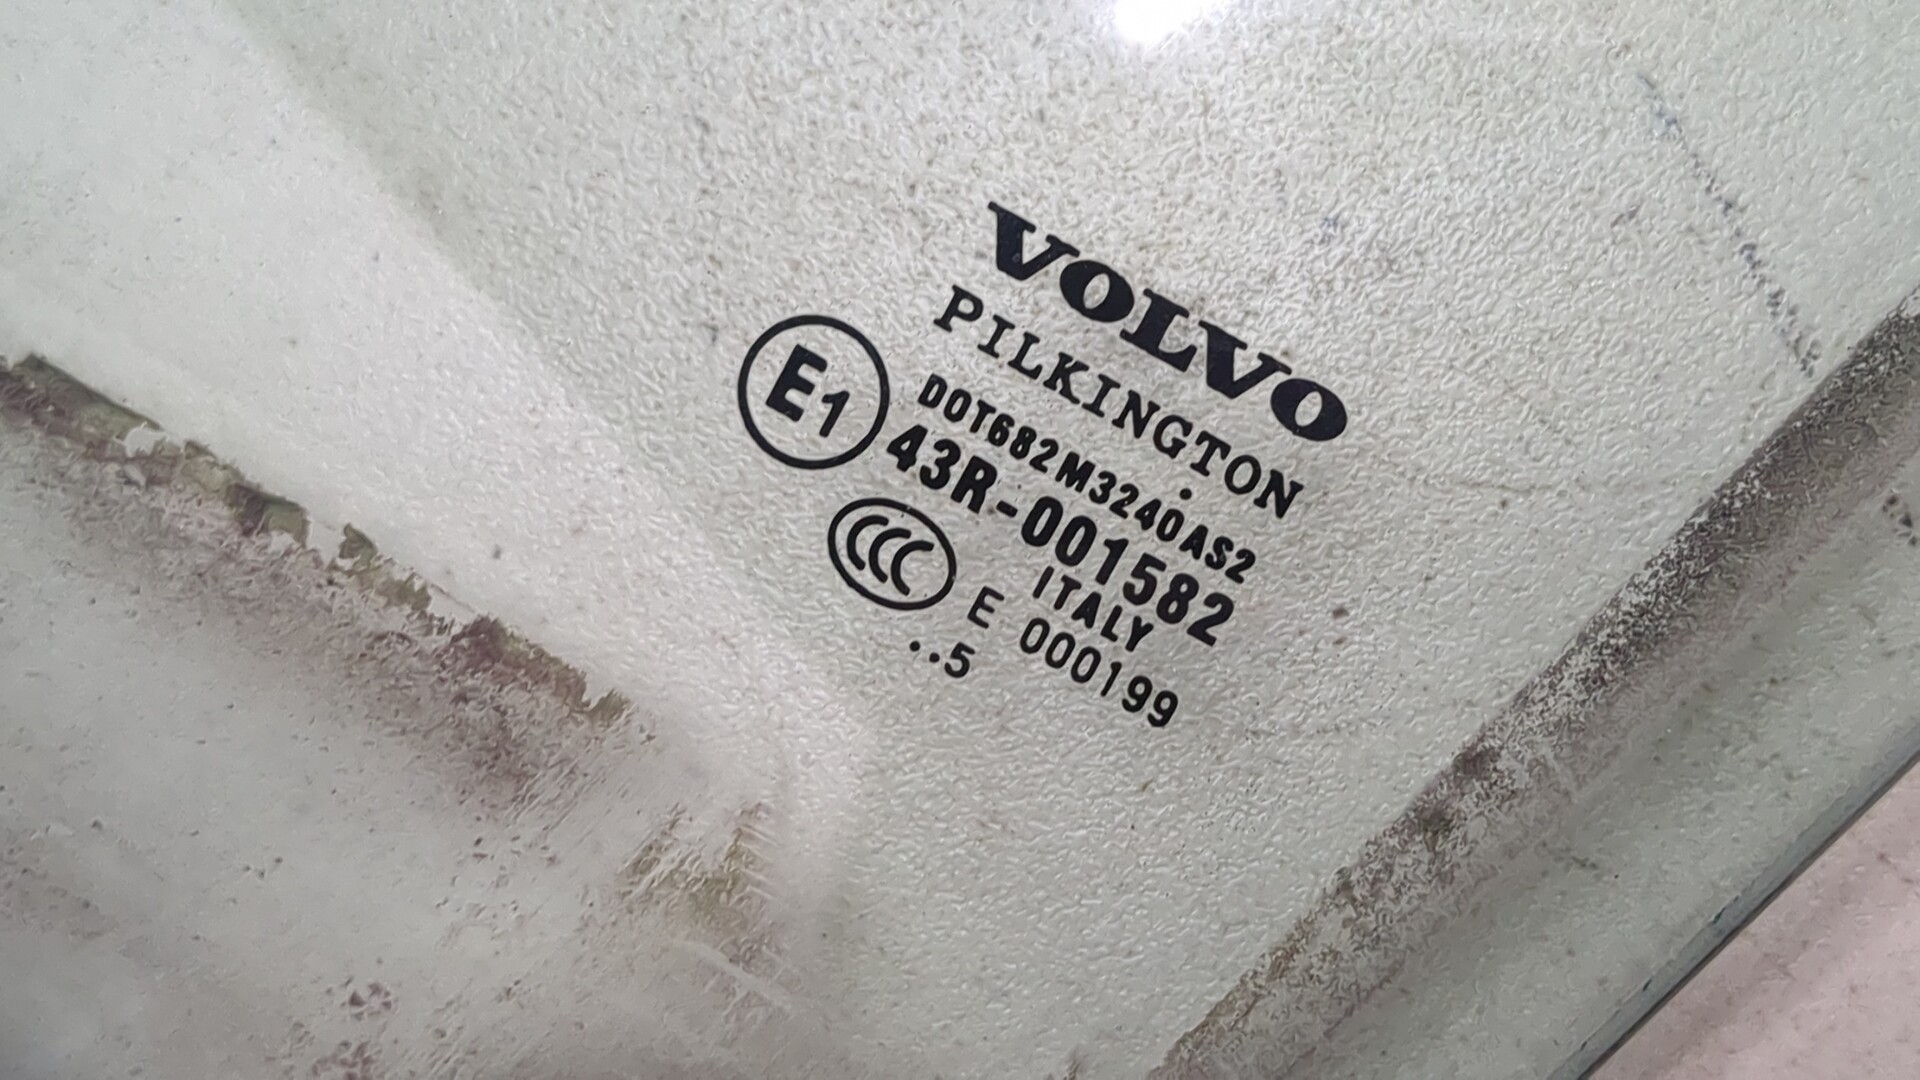 VOLVO
PILKINGTON
E1
DOT682M3240AS2
43R-001582
ITALY
CCC
E 000199
..5